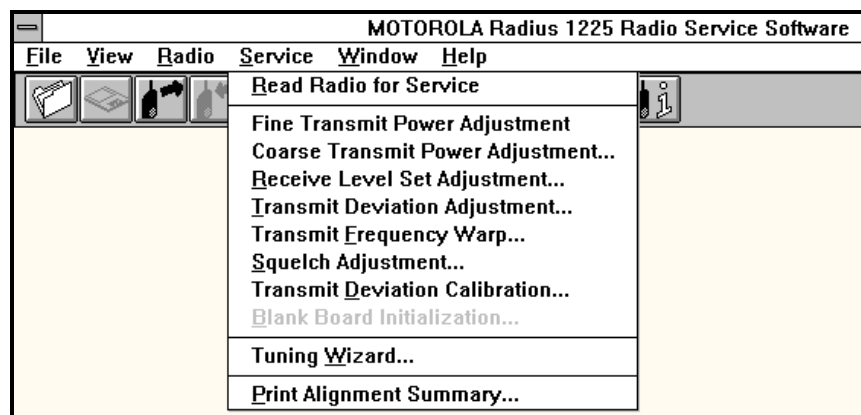 MOTOROLA Radius 1225 Radio Service Software
File View Radio Service Window Help
Read Radio for Service
Fine Transmit Power Adjustment
Coarse Transmit Power Adjustment...
Receive Level Set Adjustment...
Transmit Deviation Adjustment...
Transmit Frequency Warp...
Squelch Adjustment...
Transmit Deviation Calibration...
Blank Board Initialization...
Tuning Wizard...
Print Alignment Summary...